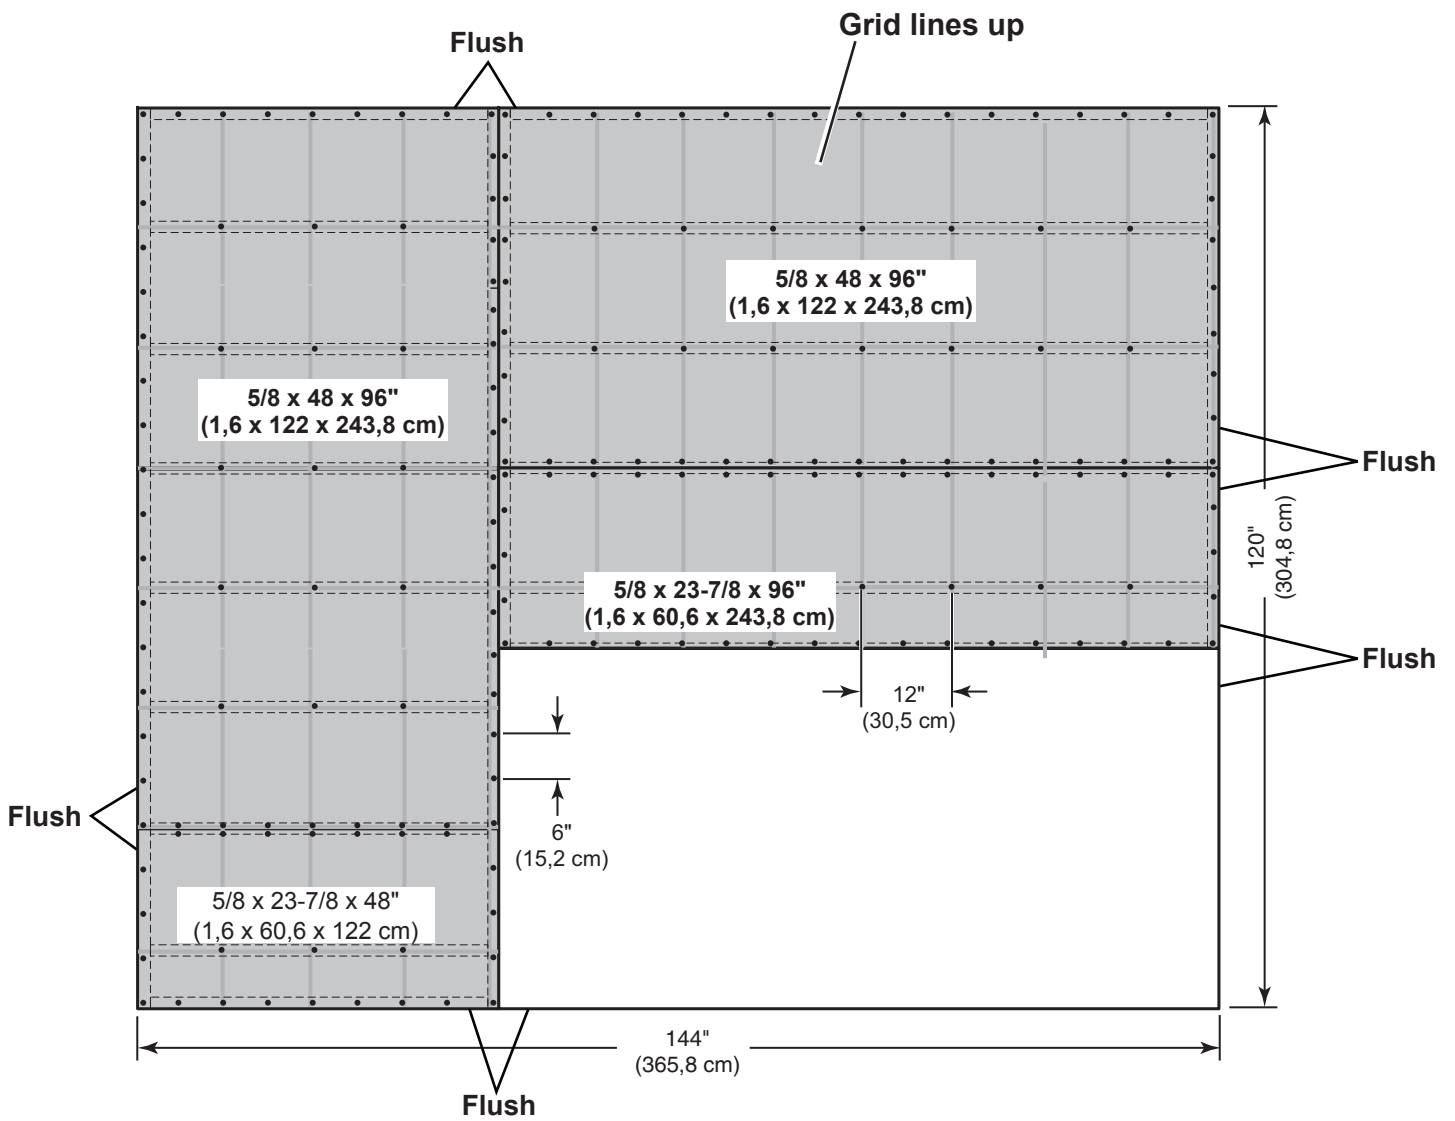 Grid lines up
Flush
5/8 x 48 x 96"
(1,6 x 122 x 243,8 cm)
5/8 x 48 x 96"
(1,6 x 122 x 243,8 cm)
Flush
120"
(304,8 cm)
5/8 x 23-7/8 x 96"
(1,6 x 60,6 x 243,8 cm)
Flush
12"
(30,5 cm)
Flush
6"
(15,2 cm)
5/8 x 23-7/8 x 48"
(1,6 x 60,6 x 122 cm)
144"
(365,8 cm)
Flush